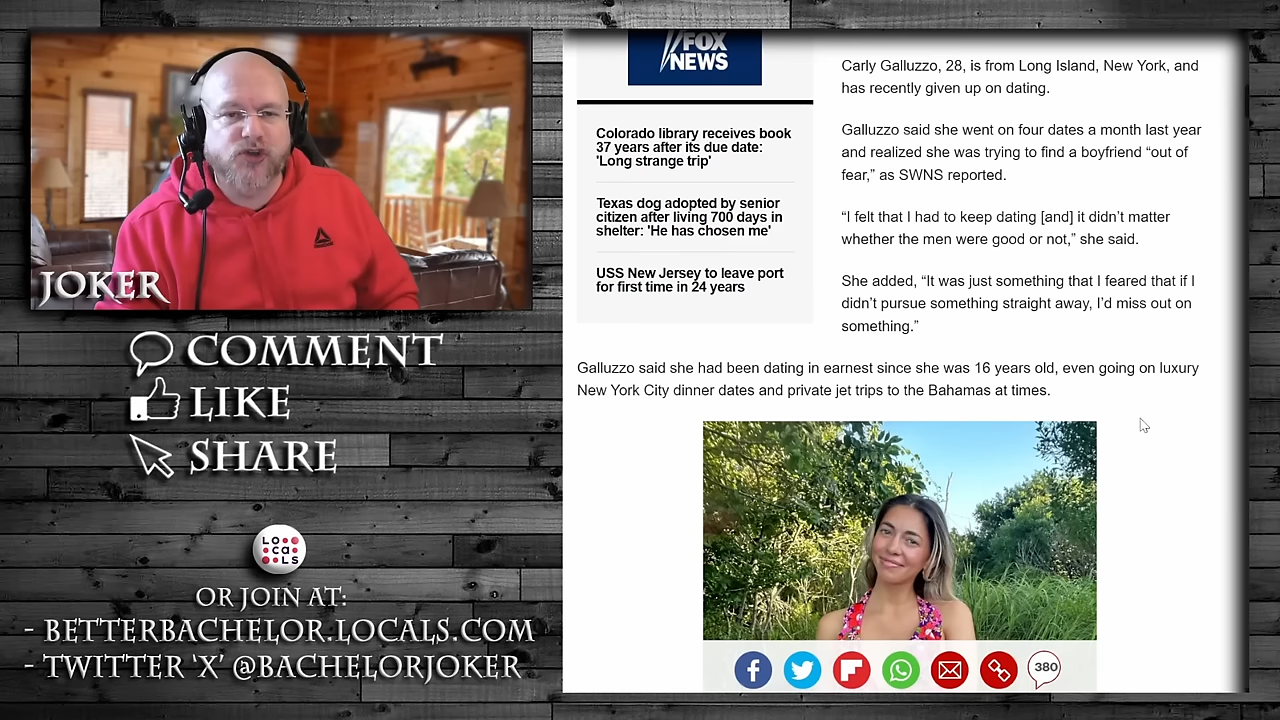 JOKER
COMMENT
LIKE
SHARE
LOCALS
OR JOIN AT:
- BETTERBACHELOR.LOCALS.COM
- TWITTER 'X' @BACHELORJOKER
FOX
NEWS
Colorado library receives book
37 years after its due date:
'Long strange trip'
Texas dog adopted by senior
citizen after living 700 days in
shelter: 'He has chosen me'
USS New Jersey to leave port
for first time in 24 years
Carly Galluzzo, 28, is from Long Island, New York, and
has recently given up on dating.
Galluzzo said she went on four dates a month last year
and realized she was trying to find a boyfriend “out of
fear,” as SWNS reported.
“I felt that I had to keep dating [and] it didn’t matter
whether the men were good or not,” she said.
She added, “It was just something that I feared that if I
didn’t pursue something straight away, I’d miss out on
something.”
Galluzzo said she had been dating in earnest since she was 16 years old, even going on luxury
New York City dinner dates and private jet trips to the Bahamas at times.
380